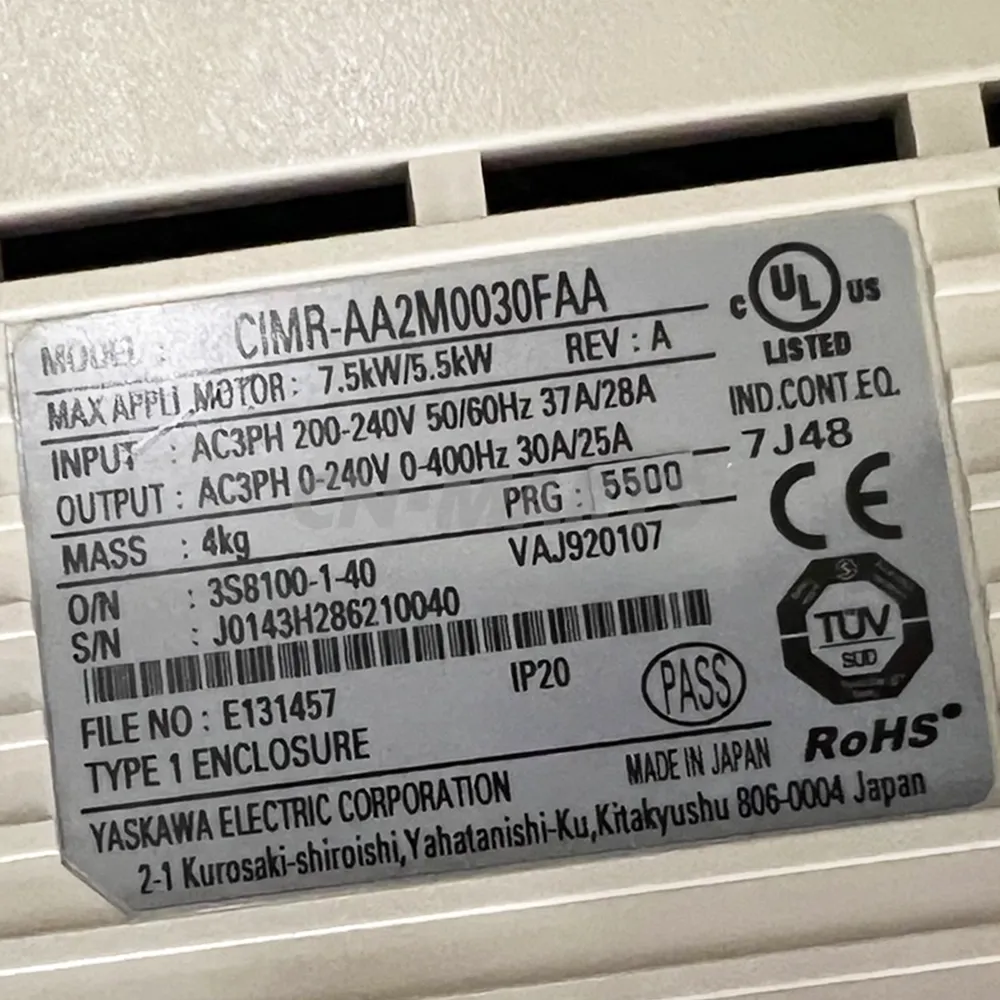 MODEL : CIMR-AA2M0030FAA
MAX APPLI. MOTOR : 7.5kW/5.5kW REV : A
INPUT : AC3PH 200-240V 50/60Hz 37A/28A
OUTPUT : AC3PH 0-240V 0-400Hz 30A/25A
MASS : 4kg PRG : 5500
O/N : 3S8100-1-40 VAJ920107
S/N : J0143H286210040
FILE NO : E131457 IP20 PASS
TYPE 1 ENCLOSURE
YASKAWA ELECTRIC CORPORATION MADE IN JAPAN
2-1 Kurosaki-shiroishi,Yahatanishi-Ku,Kitakyushu 806-0004 Japan
C UL US
LISTED
IND.CONT.EQ.
7J48
CE
TÜV
SÜD
RoHS